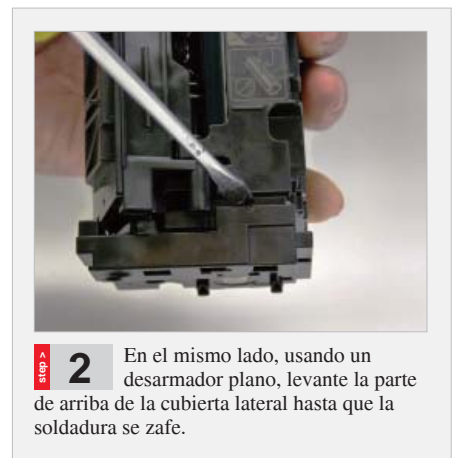 step >
2
En el mismo lado, usando un
desarmador plano, levante la parte
de arriba de la cubierta lateral hasta que la
soldadura se zafe.